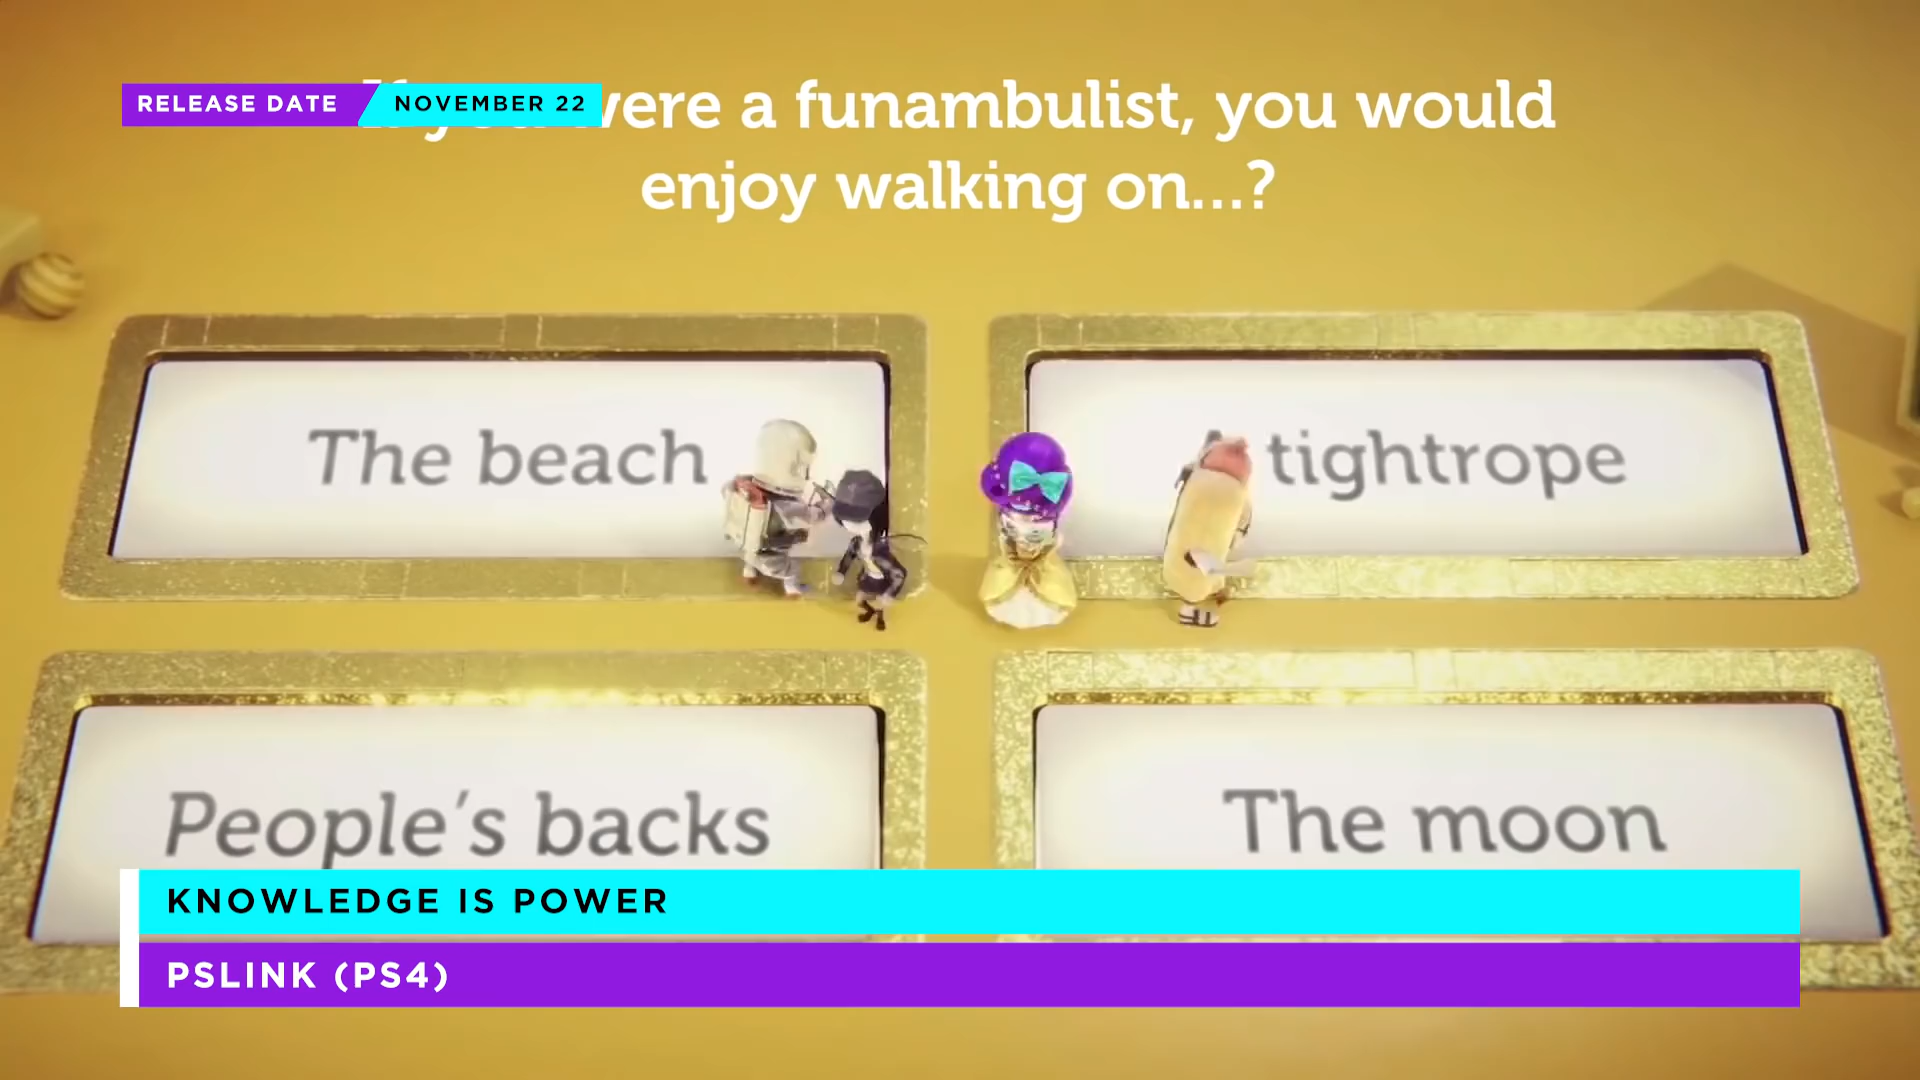 RELEASE DATE NOVEMBER 22
were a funambulist, you would
enjoy walking on...?
The beach
A tightrope
People's backs
The moon
KNOWLEDGE IS POWER
PSLINK (PS4)